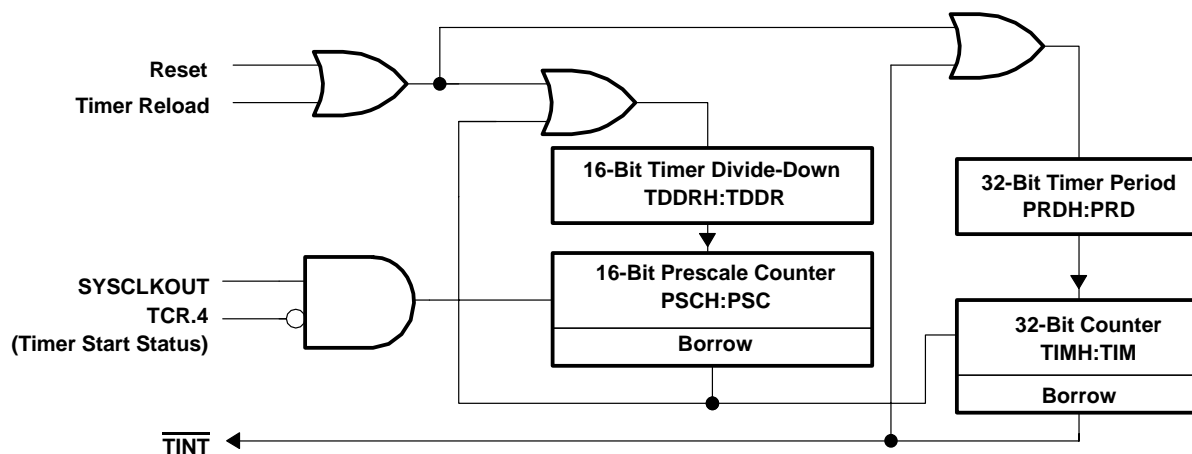 Reset
Timer Reload
16-Bit Timer Divide-Down
TDDRH:TDDR
32-Bit Timer Period
PRDH:PRD
SYSCLKOUT
TCR.4
(Timer Start Status)
16-Bit Prescale Counter
PSCH:PSC
Borrow
32-Bit Counter
TIMH:TIM
Borrow
TINT